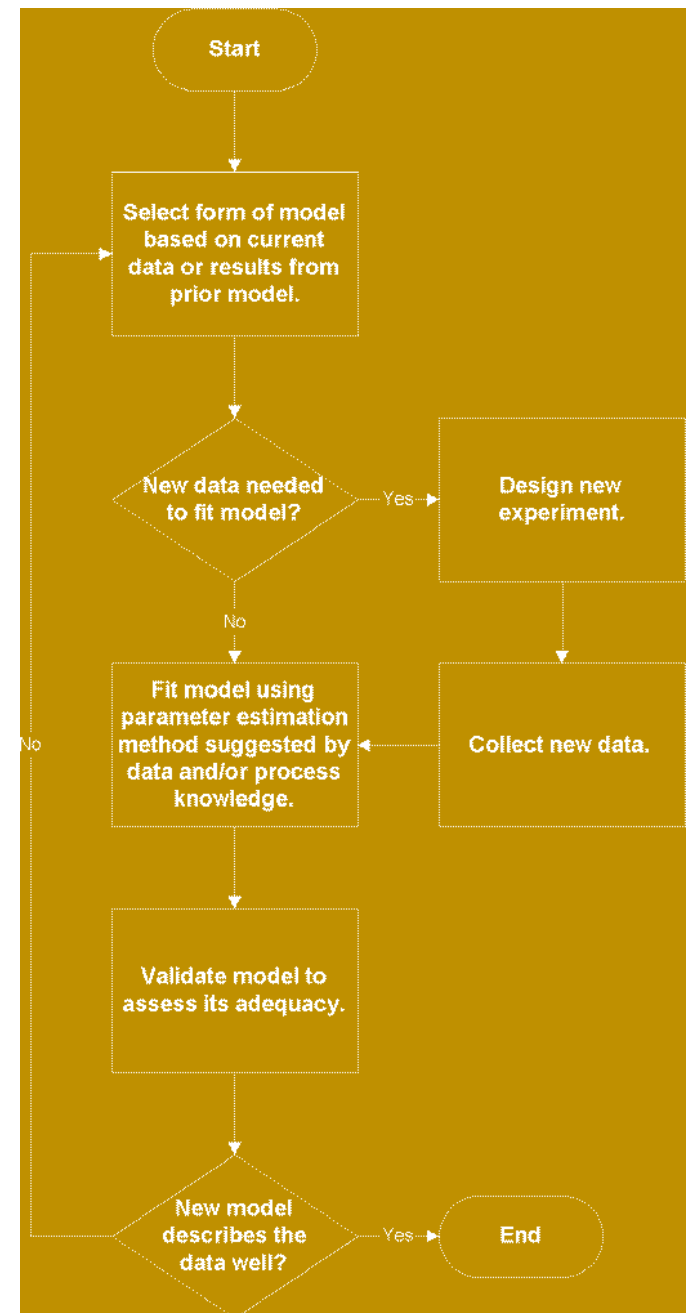 Start
Select form of model
based on current
data or results from
prior model.
New data needed
to fit model?
Yes
Design new
experiment.
No
Fit model using
parameter estimation
method suggested by
data and/or process
knowledge.
Collect new data.
No
Validate model to
assess its adequacy.
New model
describes the
data well?
Yes
End